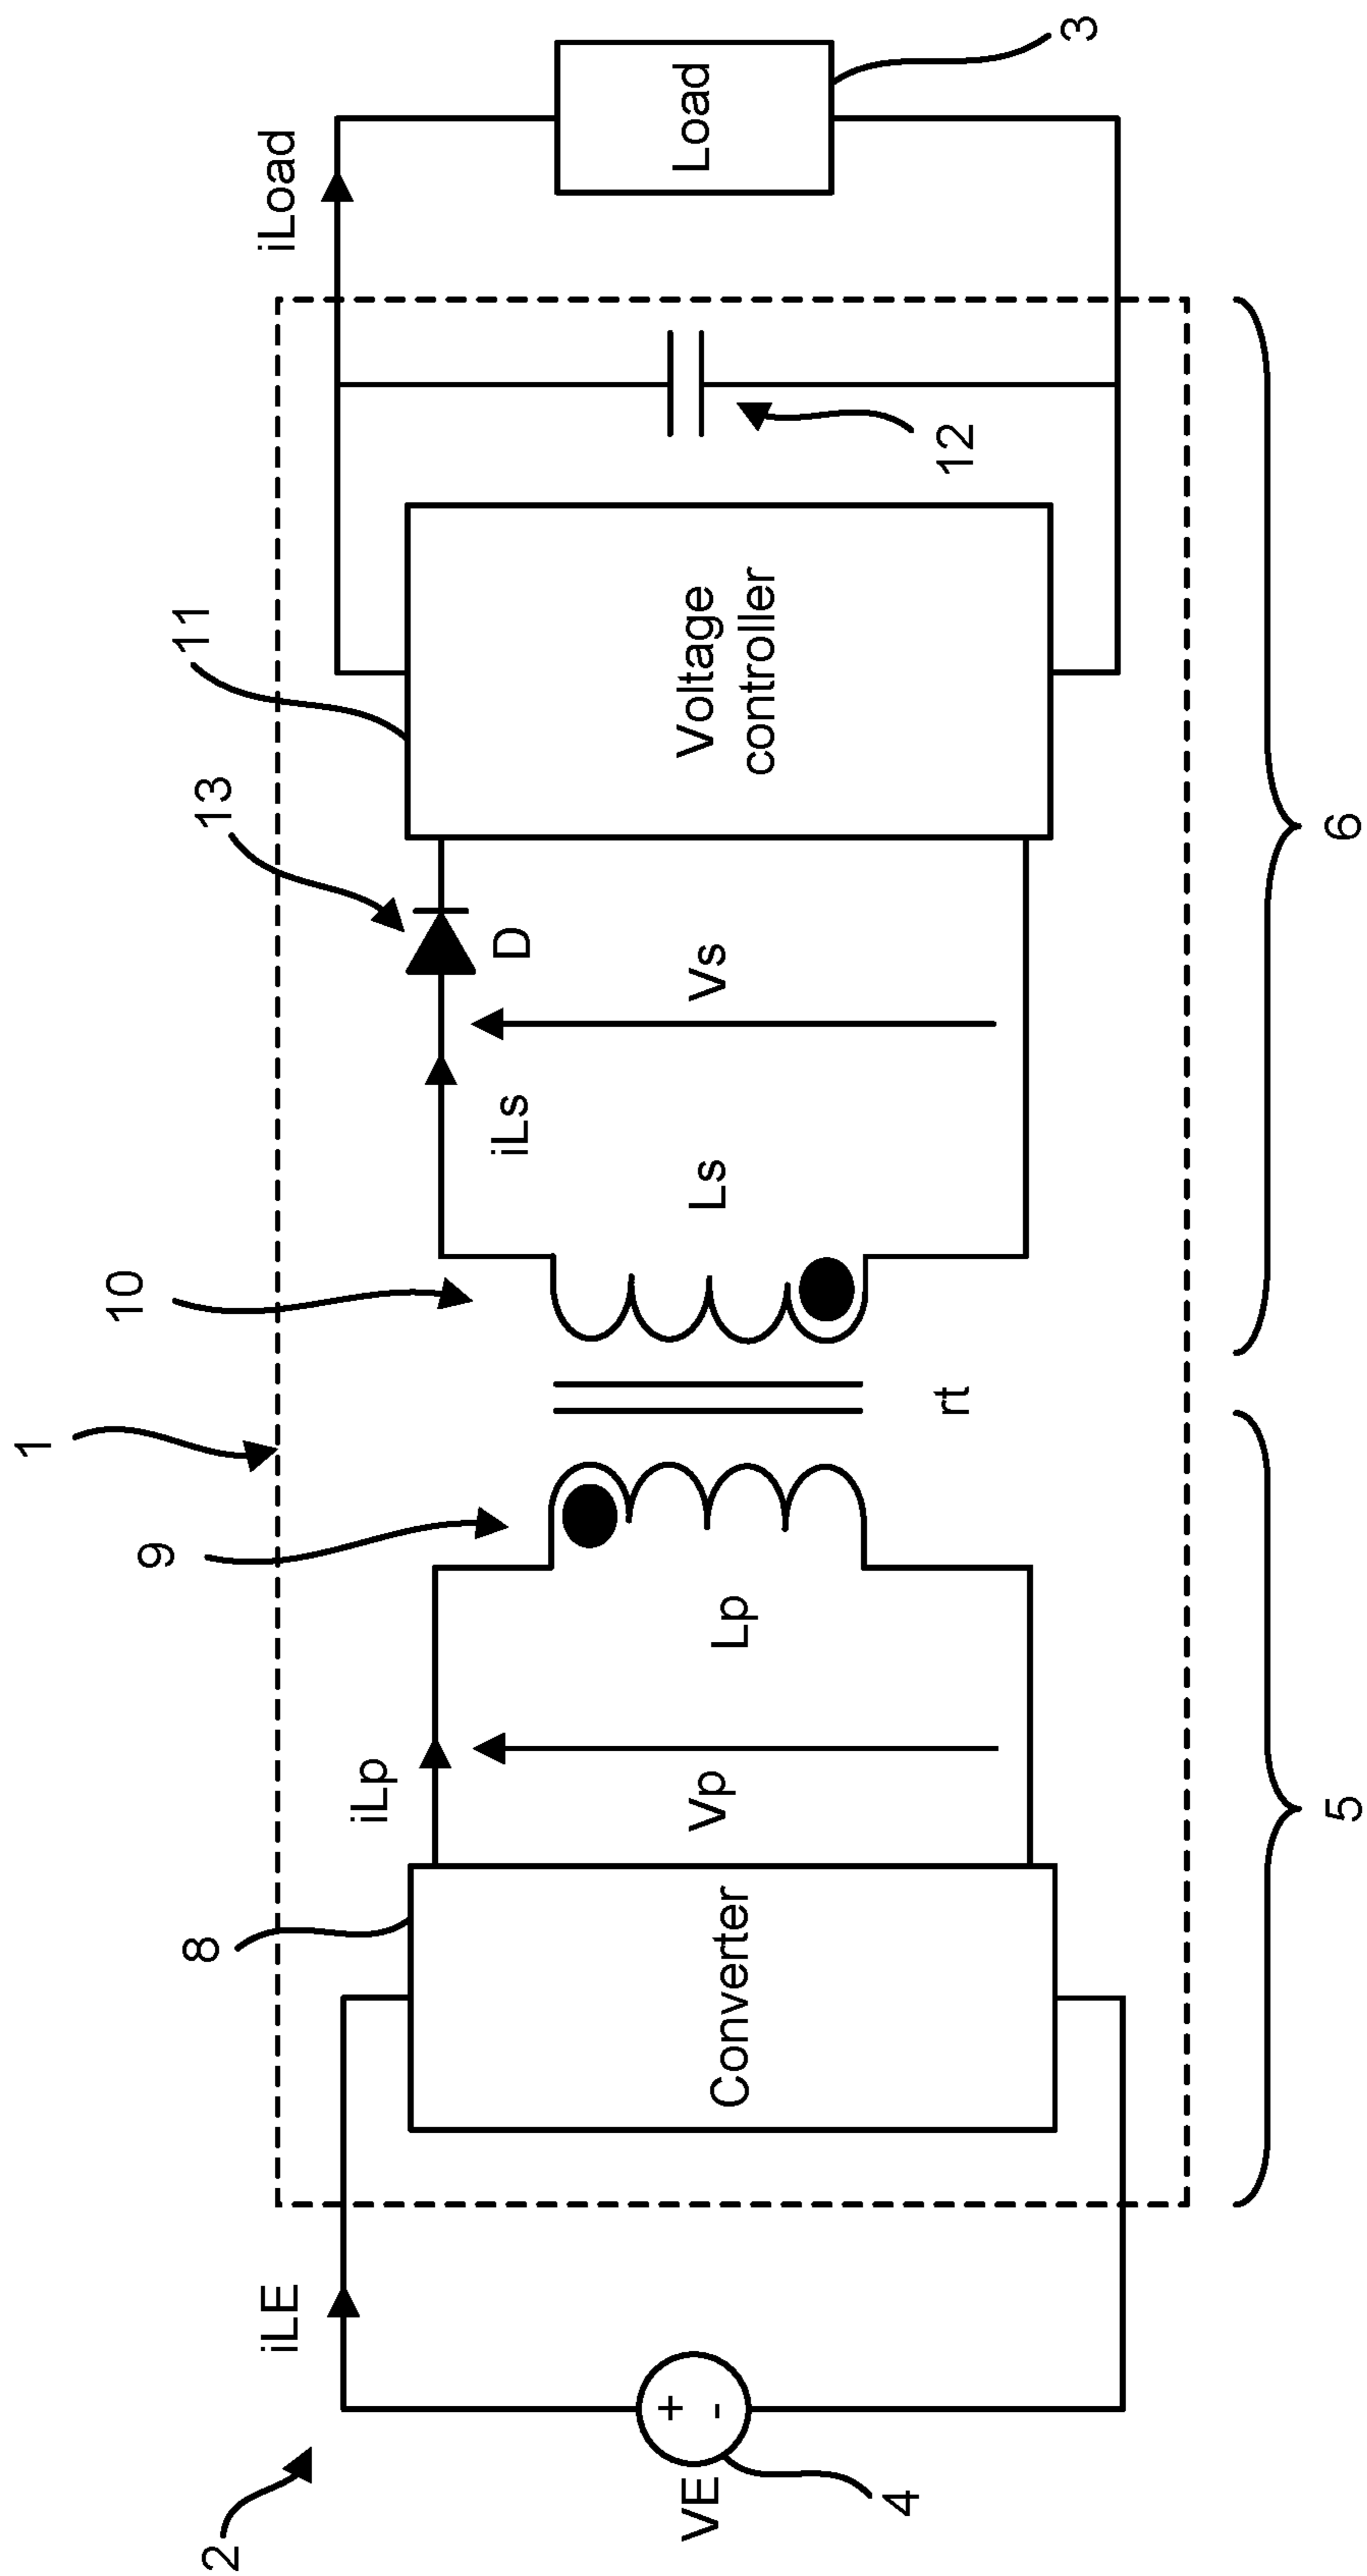 1
10
9
11
13
8
2
iLE
iLp
iLs
iLoad
D
VE
+
-
4
Converter
Vp
Lp
rt
Ls
Vs
Voltage
controller
12
Load
3
5
6